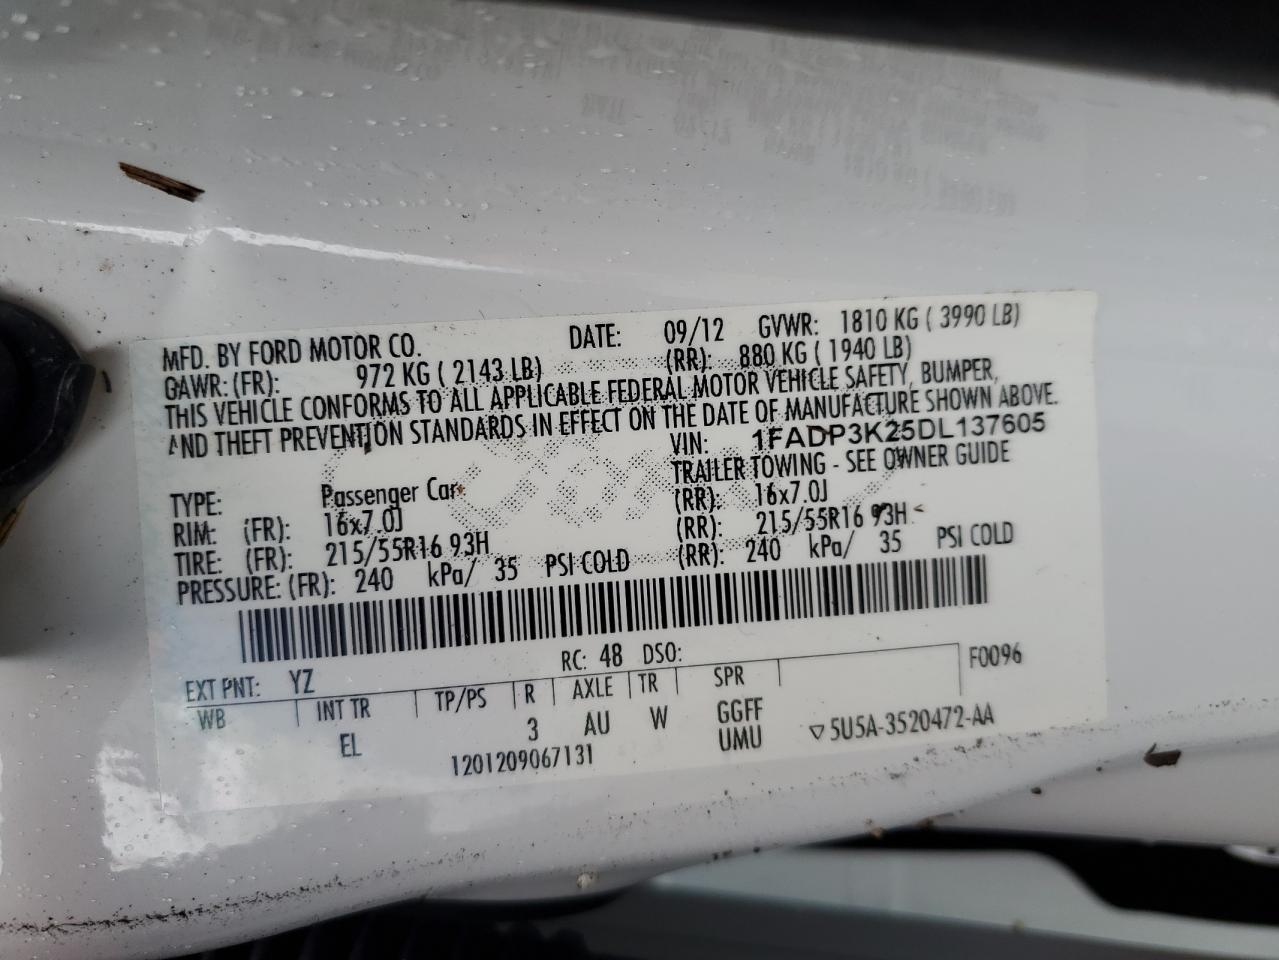 MFD. BY FORD MOTOR CO. DATE: 09/12 GVWR: 1810 KG ( 3990 LB)
GAWR: (FR): 972 KG ( 2143 LB) (RR): 880 KG ( 1940 LB)
THIS VEHICLE CONFORMS TO ALL APPLICABLE FEDERAL MOTOR VEHICLE SAFETY, BUMPER,
AND THEFT PREVENTION STANDARDS IN EFFECT ON THE DATE OF MANUFACTURE SHOWN ABOVE.
VIN: 1FADP3K25DL137605
TYPE: Passenger Car TRAILER TOWING - SEE OWNER GUIDE
RIM: (FR): 16x7.0J (RR): 16x7.0J
TIRE: (FR): 215/55R16 93H (RR): 215/55R16 93H
PRESSURE: (FR): 240 kPa/ 35 PSI COLD (RR): 240 kPa/ 35 PSI COLD
EXT PNT: YZ RC: 48 DSO: F0096
WB INT TR TP/PS R AXLE TR SPR
EL 3 AU W GGFF
UMU
1201209067131 ▽5U5A-3520472-AA